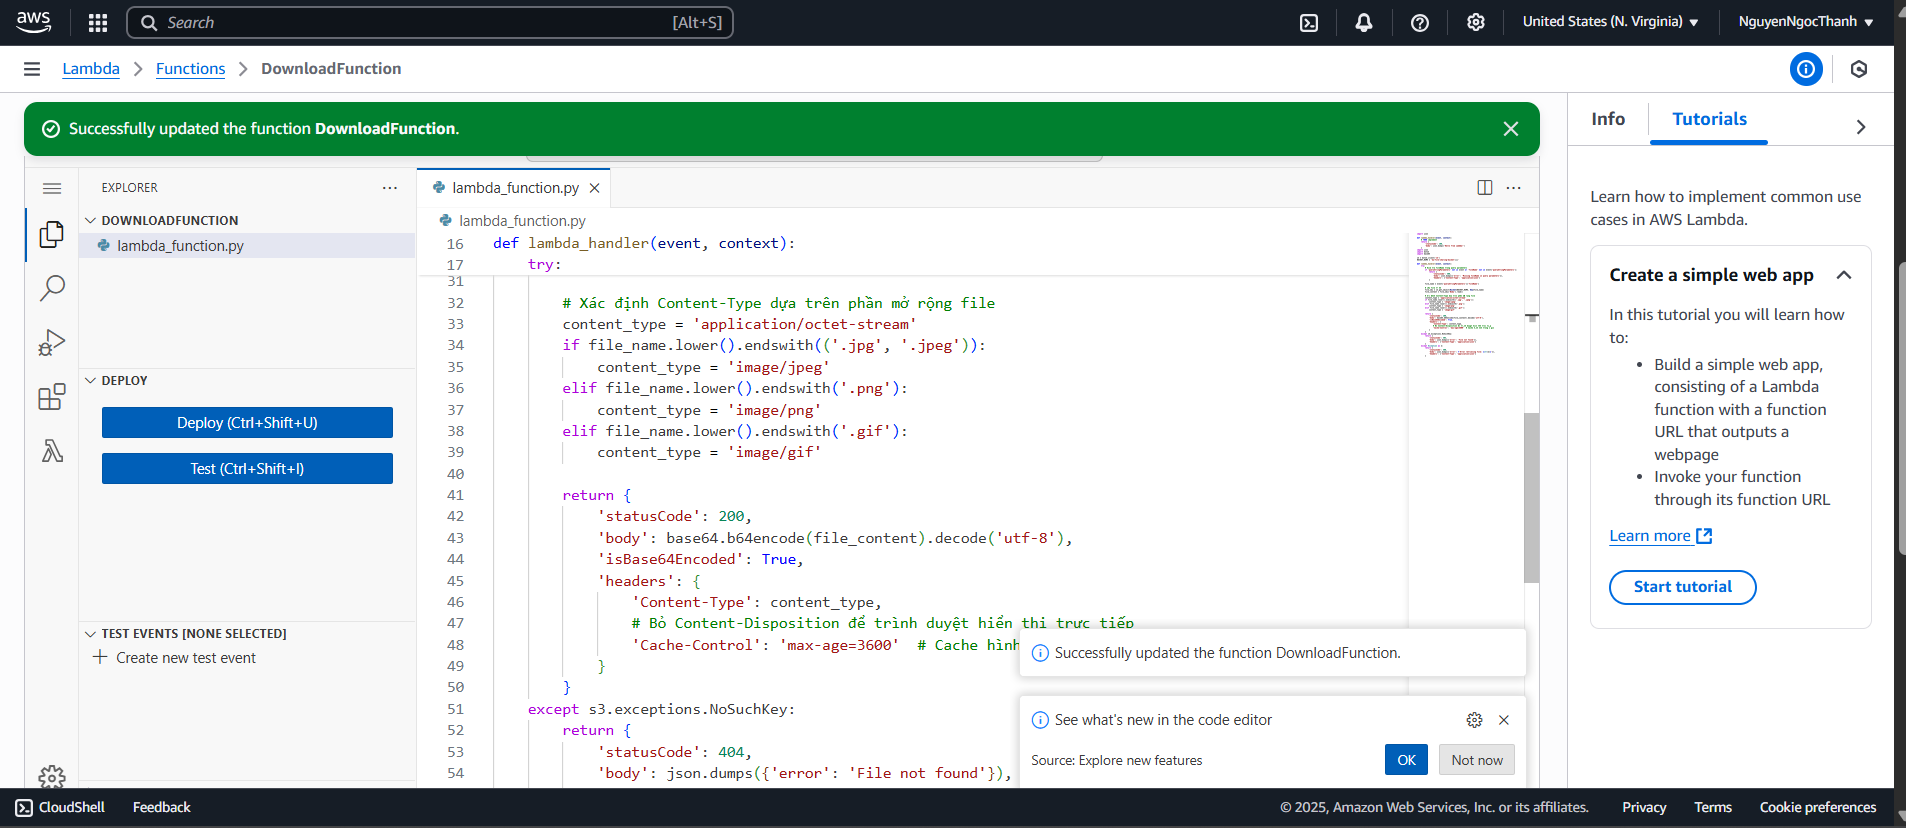 aws
Search
[Alt+S]
United States (N. Virginia)
NguyenNgocThanh
Lambda
Functions
DownloadFunction
Successfully updated the function DownloadFunction.
Info
Tutorials
EXPLORER
DOWNLOADFUNCTION
lambda_function.py
DEPLOY
Deploy (Ctrl+Shift+U)
Test (Ctrl+Shift+I)
TEST EVENTS [NONE SELECTED]
Create new test event
lambda_function.py
lambda_function.py
16 def lambda_handler(event, context):
17 try:
31
32 # Xác định Content-Type dựa trên phần mở rộng file
33 content_type = 'application/octet-stream'
34 if file_name.lower().endswith(('.jpg', '.jpeg')):
35 content_type = 'image/jpeg'
36 elif file_name.lower().endswith('.png'):
37 content_type = 'image/png'
38 elif file_name.lower().endswith('.gif'):
39 content_type = 'image/gif'
40
41 return {
42 'statusCode': 200,
43 'body': base64.b64encode(file_content).decode('utf-8'),
44 'isBase64Encoded': True,
45 'headers': {
46 'Content-Type': content_type,
47 # Bỏ Content-Disposition để trình duyệt hiển thị trực tiếp
48 'Cache-Control': 'max-age=3600' # Cache hình
49 }
50 }
51 except s3.exceptions.NoSuchKey:
52 return {
53 'statusCode': 404,
54 'body': json.dumps({'error': 'File not found'}),
Successfully updated the function DownloadFunction.
See what's new in the code editor
Source: Explore new features
OK
Not now
Learn how to implement common use
cases in AWS Lambda.
Create a simple web app
In this tutorial you will learn how
to:
• Build a simple web app,
consisting of a Lambda
function with a function
URL that outputs a
webpage
• Invoke your function
through its function URL
Learn more
Start tutorial
CloudShell
Feedback
© 2025, Amazon Web Services, Inc. or its affiliates.
Privacy
Terms
Cookie preferences